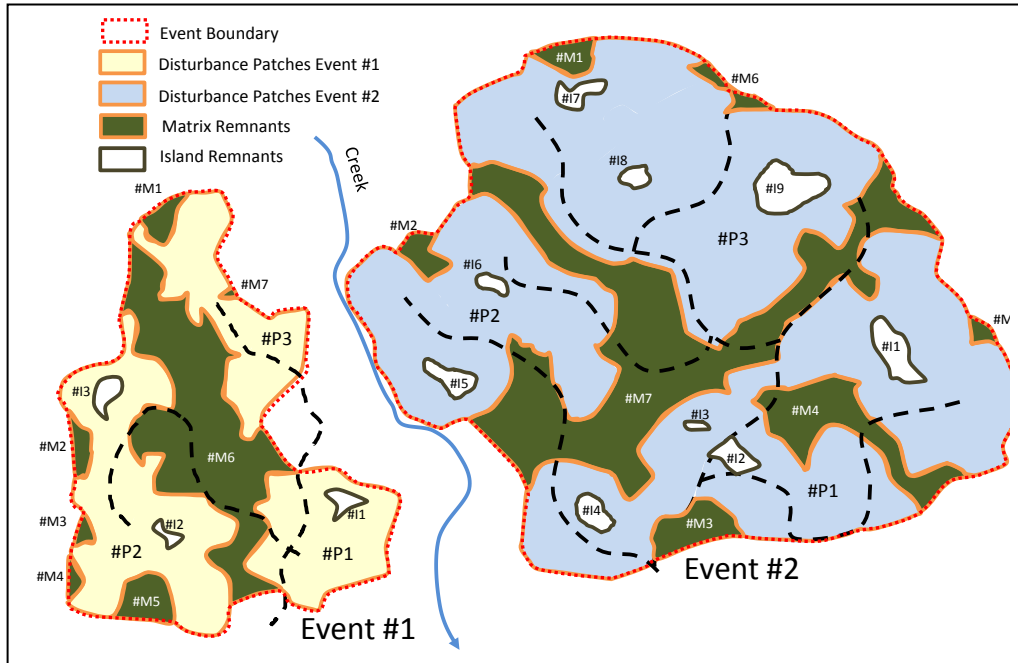 Event Boundary
Disturbance Patches Event #1
Disturbance Patches Event #2
Matrix Remnants
Island Remnants
Creek
#M1
#M7
#P3
#I3
#M2
#M6
#M3
#I2
#I1
#P2
#P1
#M4
#M5
Event #1
#M1
#M6
#I7
#I8
#I9
#M2
#P3
#I6
#P2
#M
#I1
#I5
#M7
#M4
#I3
#I2
#P1
#I4
#M3
Event #2